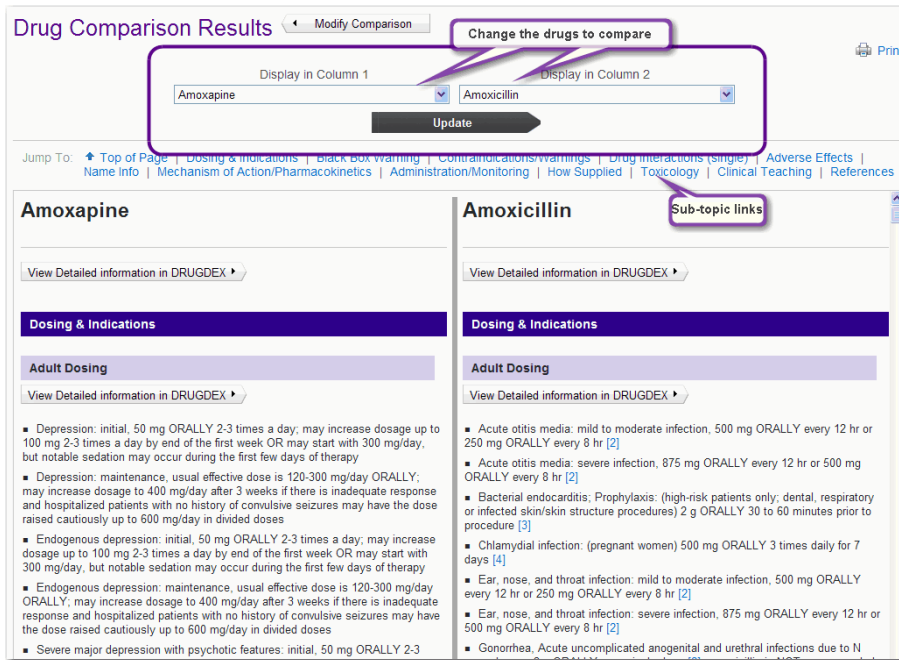 Drug Comparison Results
Modify Comparison
Change the drugs to compare
Print
Display in Column 1
Display in Column 2
Amoxapine
Amoxicillin
Update
Jump To: Top of Page | Dosing & Indications | Black Box Warning | Contraindications/Warnings | Drug Interactions (single) | Adverse Effects |
Name Info | Mechanism of Action/Pharmacokinetics | Administration/Monitoring | How Supplied | Toxicology | Clinical Teaching | References
Sub-topic links
Amoxapine
View Detailed information in DRUGDEX
Dosing & Indications
Adult Dosing
View Detailed information in DRUGDEX
▪ Depression: initial, 50 mg ORALLY 2-3 times a day; may increase dosage up to
100 mg 2-3 times a day by end of the first week OR may start with 300 mg/day,
but notable sedation may occur during the first few days of therapy
▪ Depression: maintenance, usual effective dose is 120-300 mg/day ORALLY;
may increase dosage to 400 mg/day after 3 weeks if there is inadequate response
and hospitalized patients with no history of convulsive seizures may have the dose
raised cautiously up to 600 mg/day in divided doses
▪ Endogenous depression: initial, 50 mg ORALLY 2-3 times a day; may increase
dosage up to 100 mg 2-3 times a day by end of the first week OR may start with
300 mg/day, but notable sedation may occur during the first few days of therapy
▪ Endogenous depression: maintenance, usual effective dose is 120-300 mg/day
ORALLY; may increase dosage to 400 mg/day after 3 weeks if there is inadequate
response and hospitalized patients with no history of convulsive seizures may have
the dose raised cautiously up to 600 mg/day in divided doses
▪ Severe major depression with psychotic features: initial, 50 mg ORALLY 2-3
Amoxicillin
View Detailed information in DRUGDEX
Dosing & Indications
Adult Dosing
View Detailed information in DRUGDEX
▪ Acute otitis media: mild to moderate infection, 500 mg ORALLY every 12 hr or
250 mg ORALLY every 8 hr [2]
▪ Acute otitis media: severe infection, 875 mg ORALLY every 12 hr or 500 mg
ORALLY every 8 hr [2]
▪ Bacterial endocarditis; Prophylaxis: (high-risk patients only; dental, respiratory
or infected skin/skin structure procedures) 2 g ORALLY 30 to 60 minutes prior to
procedure [3]
▪ Chlamydial infection: (pregnant women) 500 mg ORALLY 3 times daily for 7
days [4]
▪ Ear, nose, and throat infection: mild to moderate infection, 500 mg ORALLY
every 12 hr or 250 mg ORALLY every 8 hr [2]
▪ Ear, nose, and throat infection: severe infection, 875 mg ORALLY every 12 hr or
500 mg ORALLY every 8 hr [2]
▪ Gonorrhea, Acute uncomplicated anogenital and urethral infections due to N